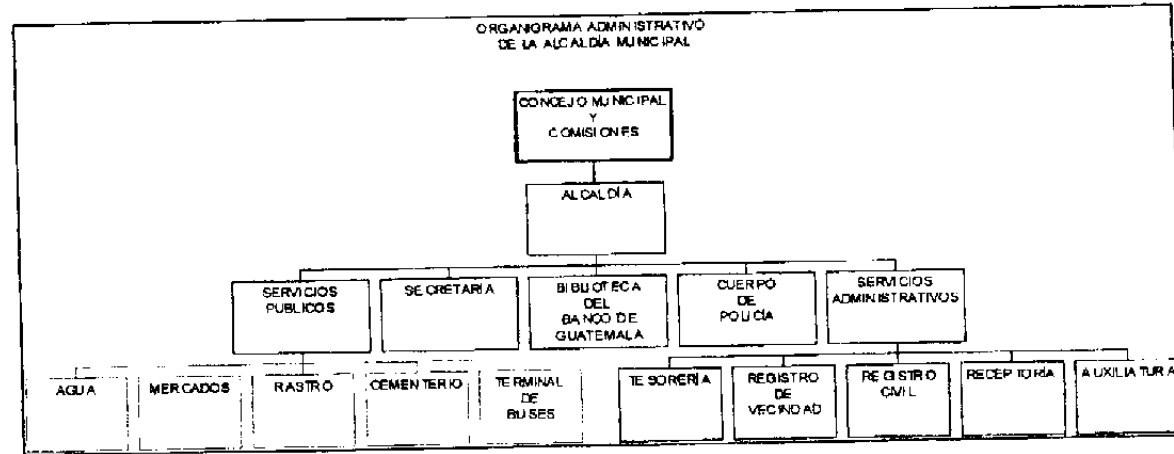 ORGANIGRAMA ADMINISTRATIVO
DE LA ALCALDÍA MUNICIPAL
CONCEJO MUNICIPAL
Y
COMISIONES
ALCALDÍA
SERVICIOS
PUBLICOS
SECRETARIA
BIBLIOTECA
DEL
BANCO DE
GUATEMALA
CUERPO
DE
POLICÍA
SERVICIOS
ADMINISTRATIVOS
AGUA
MERCADOS
RASTRO
CEMENTERIO
TERMINAL
DE
BUSES
TESORERÍA
REGISTRO
DE
VECINDAD
REGISTRO
CIVIL
RECEPTORÍA
AUXILIATURA